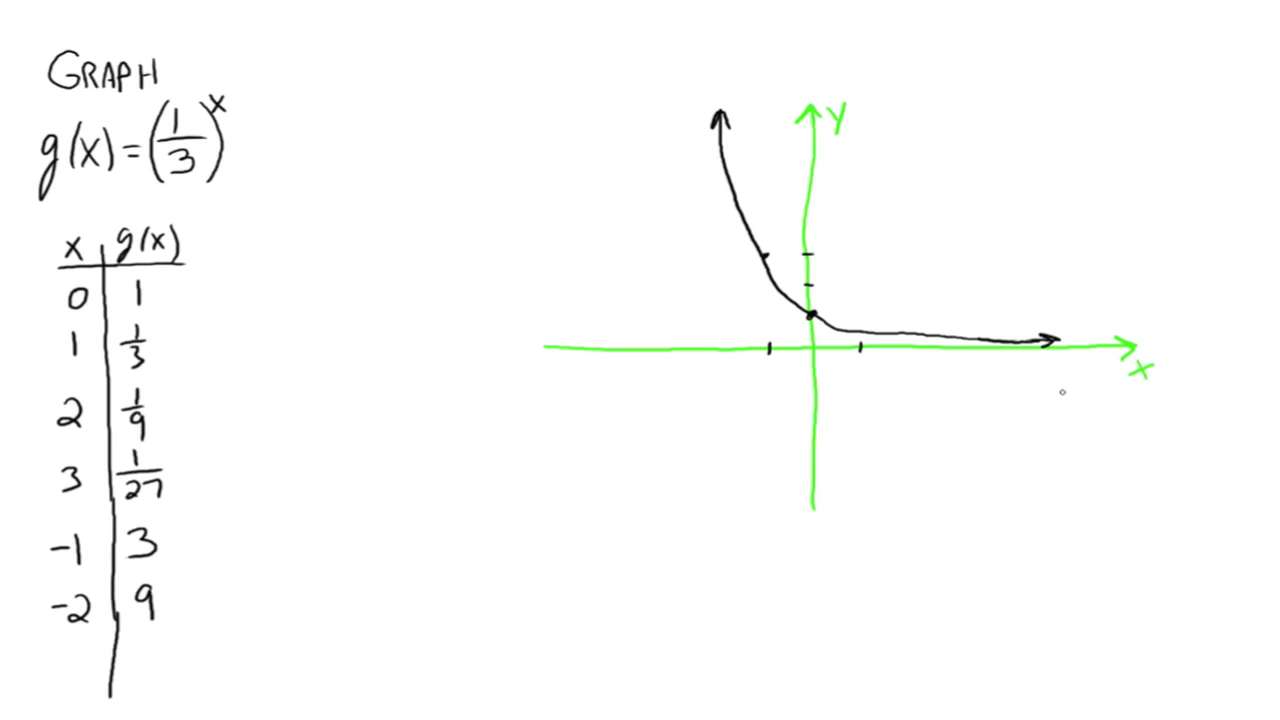 GRAPH
g(x) = (1/3)^x
x g(x)
0 1
1 1/3
2 1/9
3 1/27
-1 3
-2 9
Y
x